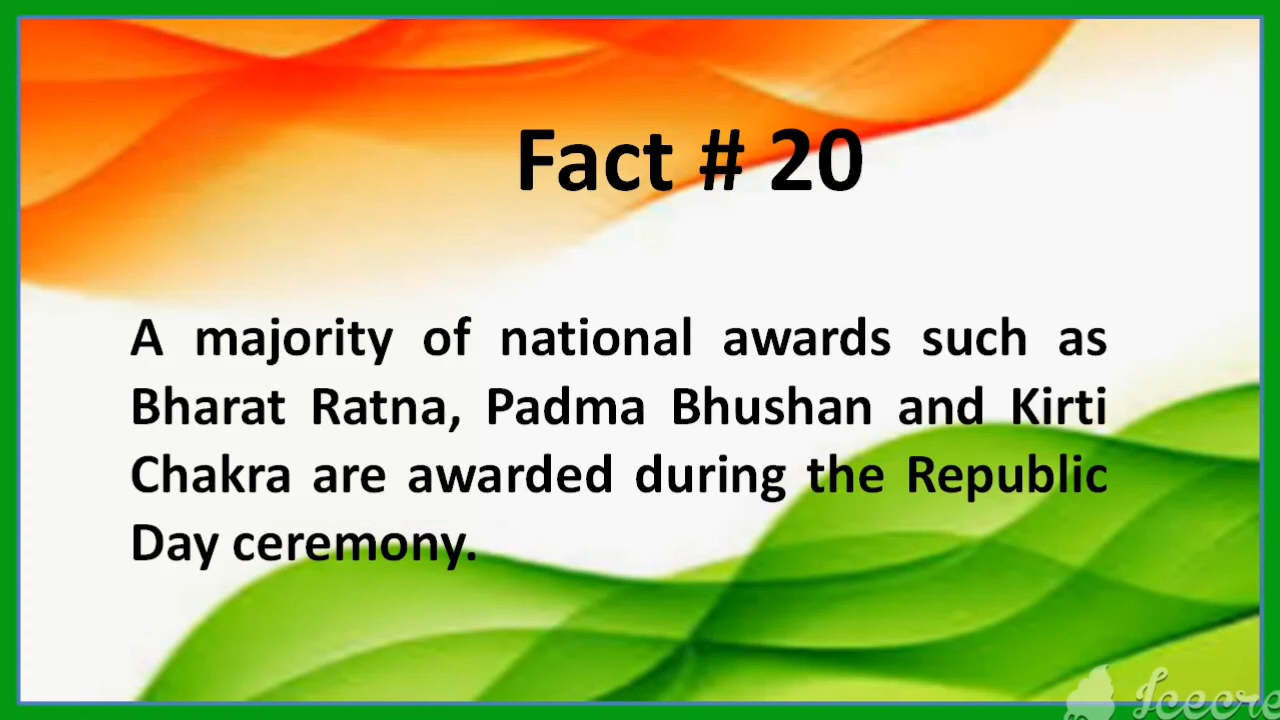 Fact # 20
A majority of national awards such as
Bharat Ratna, Padma Bhushan and Kirti
Chakra are awarded during the Republic
Day ceremony.
Icecre